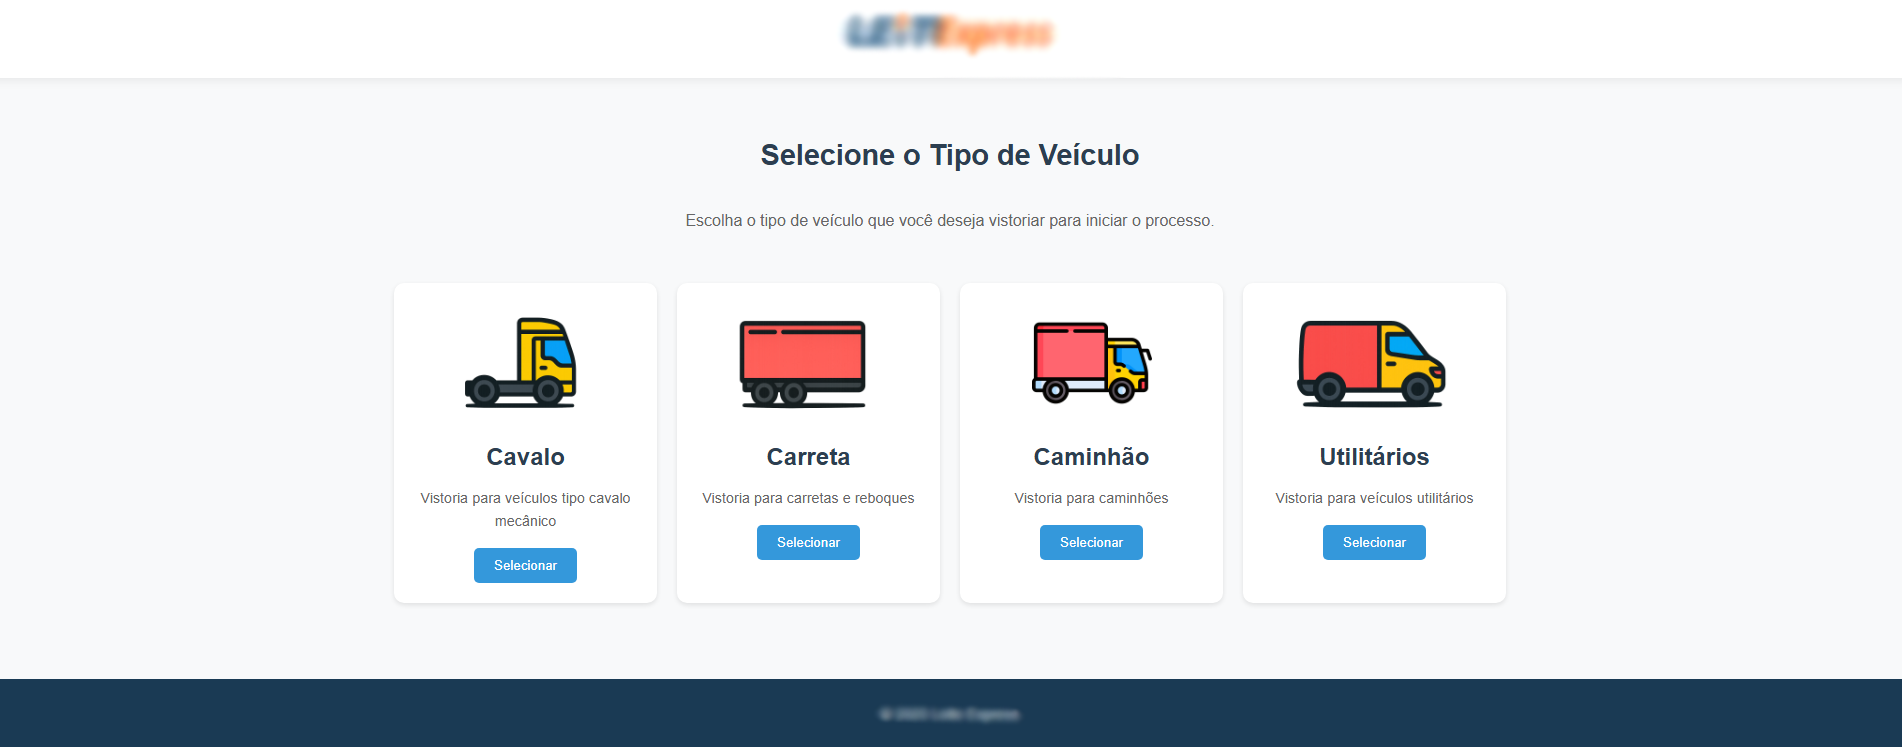 Selecione o Tipo de Veículo
Escolha o tipo de veículo que você deseja vistoriar para iniciar o processo.
Cavalo
Vistoria para veículos tipo cavalo
mecânico
Selecionar
Carreta
Vistoria para carretas e reboques
Selecionar
Caminhão
Vistoria para caminhões
Selecionar
Utilitários
Vistoria para veículos utilitários
Selecionar